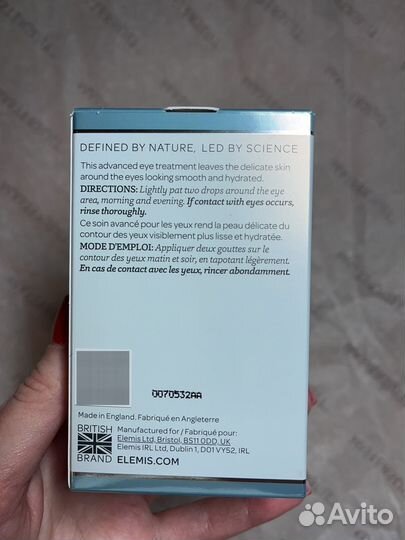 DEFINED BY NATURE, LED BY SCIENCE
This advanced eye treatment leaves the delicate skin
around the eyes looking smooth and hydrated.
DIRECTIONS: Lightly pat two drops around the eye
area, morning and evening. If contact with eyes occurs,
rinse thoroughly.
Ce soin avancé pour les yeux rend la peau délicate du
contour des yeux visiblement plus lisse et hydratée.
MODE D'EMPLOI: Appliquer deux gouttes sur le
contour des yeux matin et soir, en tapotant légèrement.
En cas de contact avec les yeux, rincer abondamment.
0070532AA
Made in England. Fabriqué en Angleterre
BRITISH
BRAND
Manufactured for / Fabriqué pour:
Elemis Ltd, Bristol, BS11 0DD, UK
Elemis IRL Ltd, Dublin 1, D01 VY52, IRL
ELEMIS.COM
Avito